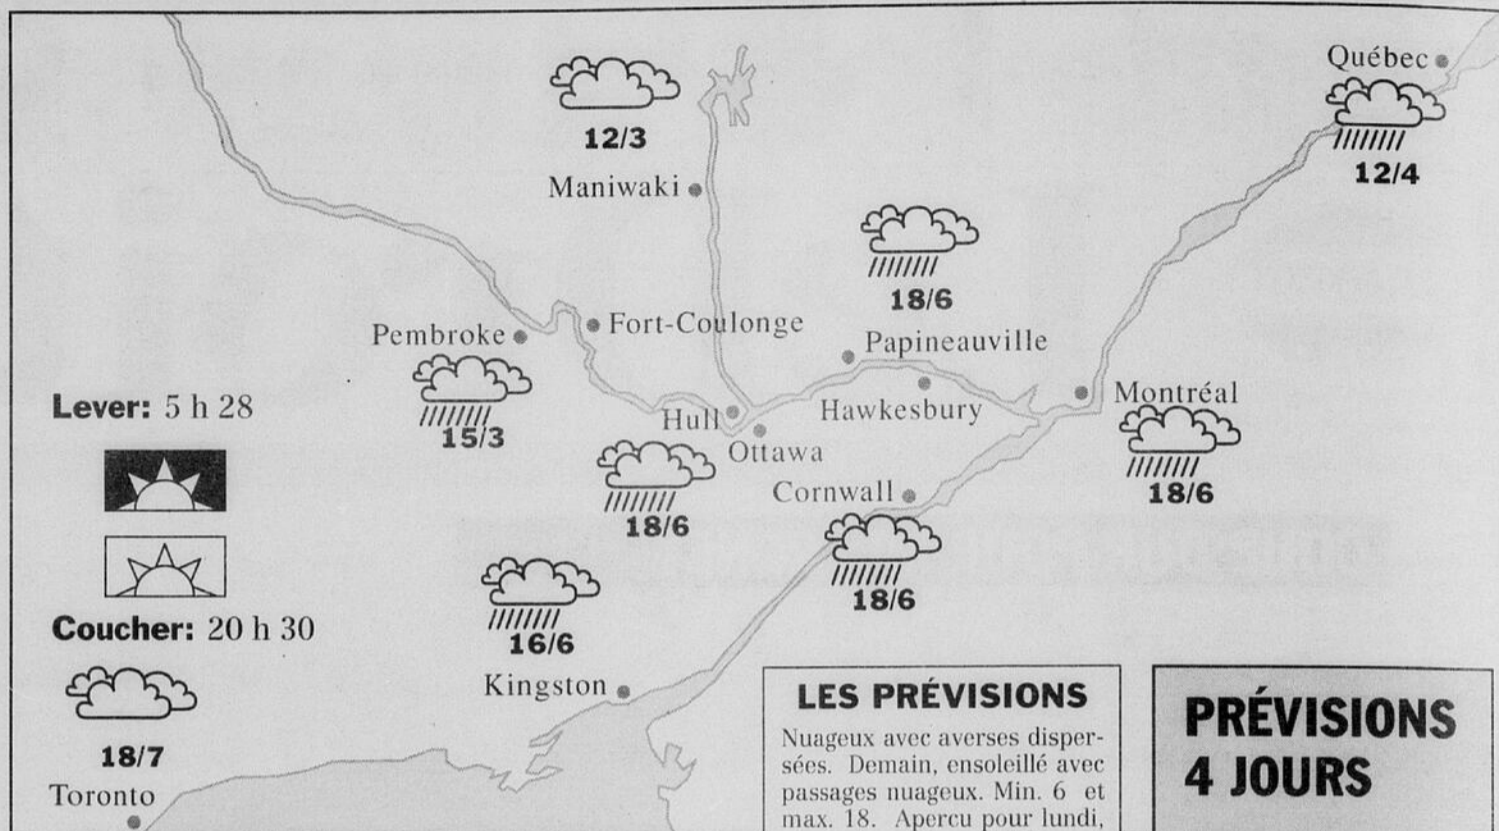 Québec
12/3
12/4
Maniwaki
18/6
Pembroke
Fort-Coulonge
Papineauville
15/3
Lever: 5 h 28
Hull
Ottawa
Hawkesbury
Montréal
18/6
18/6
Cornwall
18/6
16/6
Coucher: 20 h 30
Kingston
18/7
Toronto
LES PRÉVISIONS
Nuageux avec averses disper-
sées. Demain, ensoleillé avec
passages nuageux. Min. 6 et
max. 18. Apercu pour lundi,
PRÉVISIONS
4 JOURS